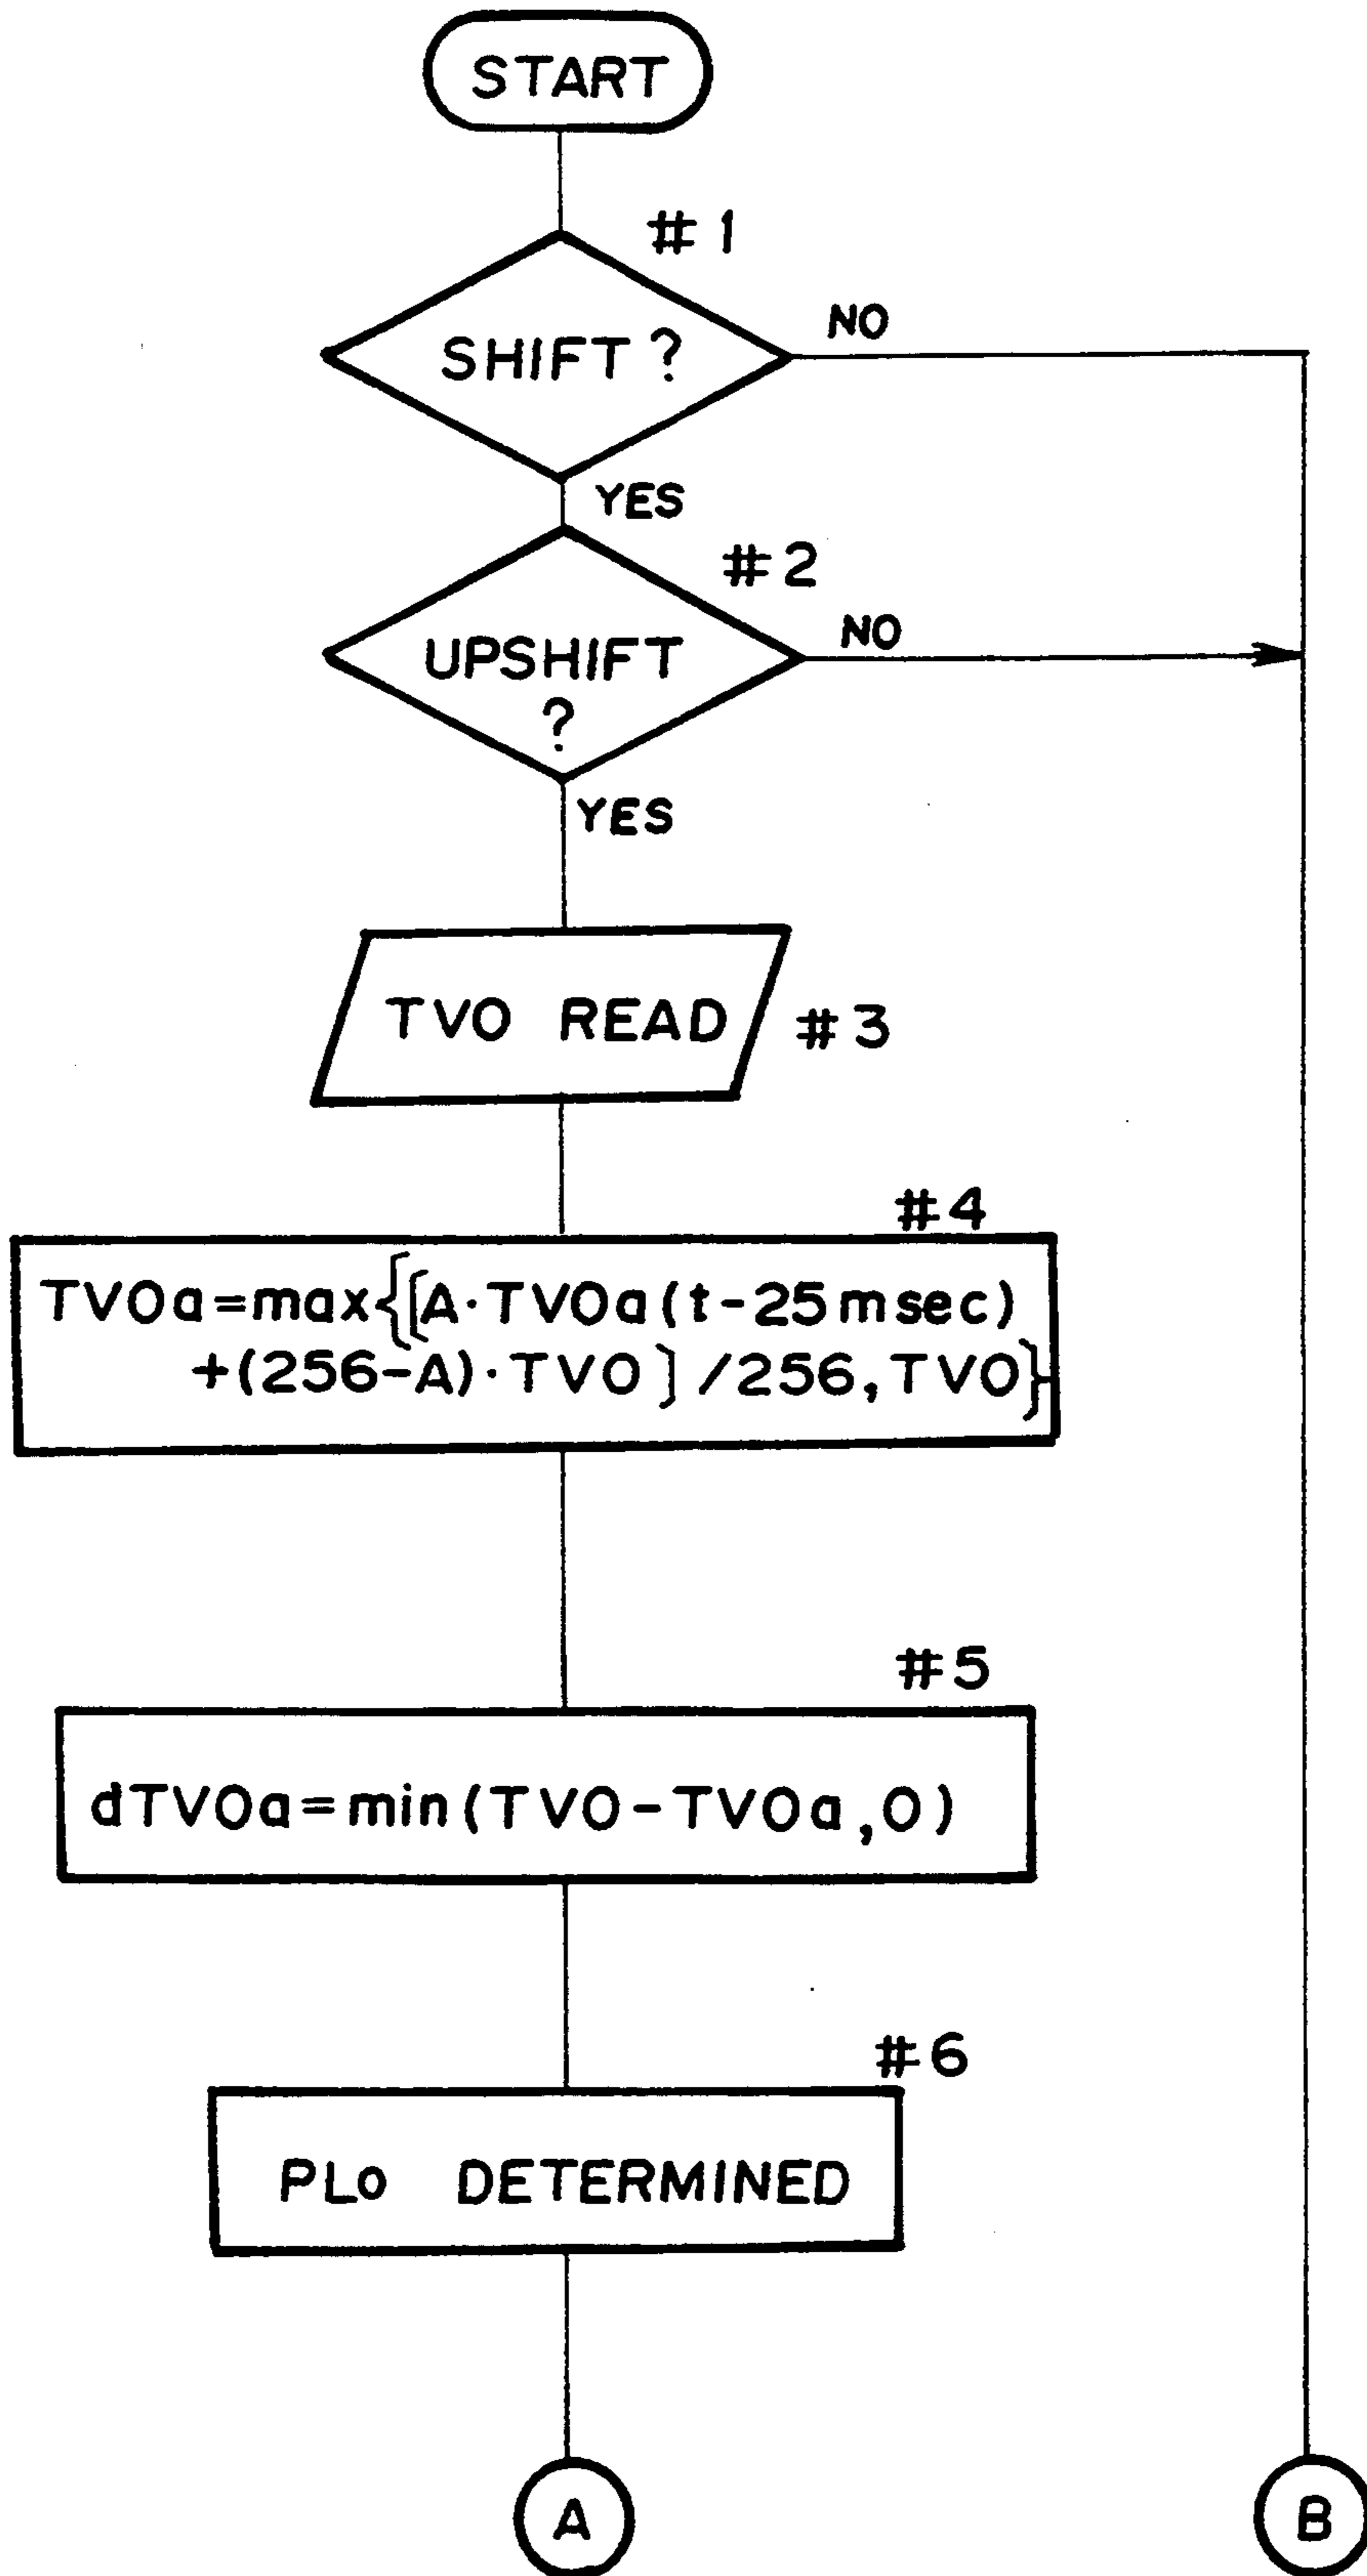 START
#1
SHIFT ?
NO
YES
#2
UPSHIFT
?
NO
YES
TVO READ
#3
#4
TVOa=max{[A·TVOa(t-25msec)
+(256-A)·TVO]/256,TVO}
#5
dTVOa=min(TVO-TVOa,0)
#6
PLo DETERMINED
A
B